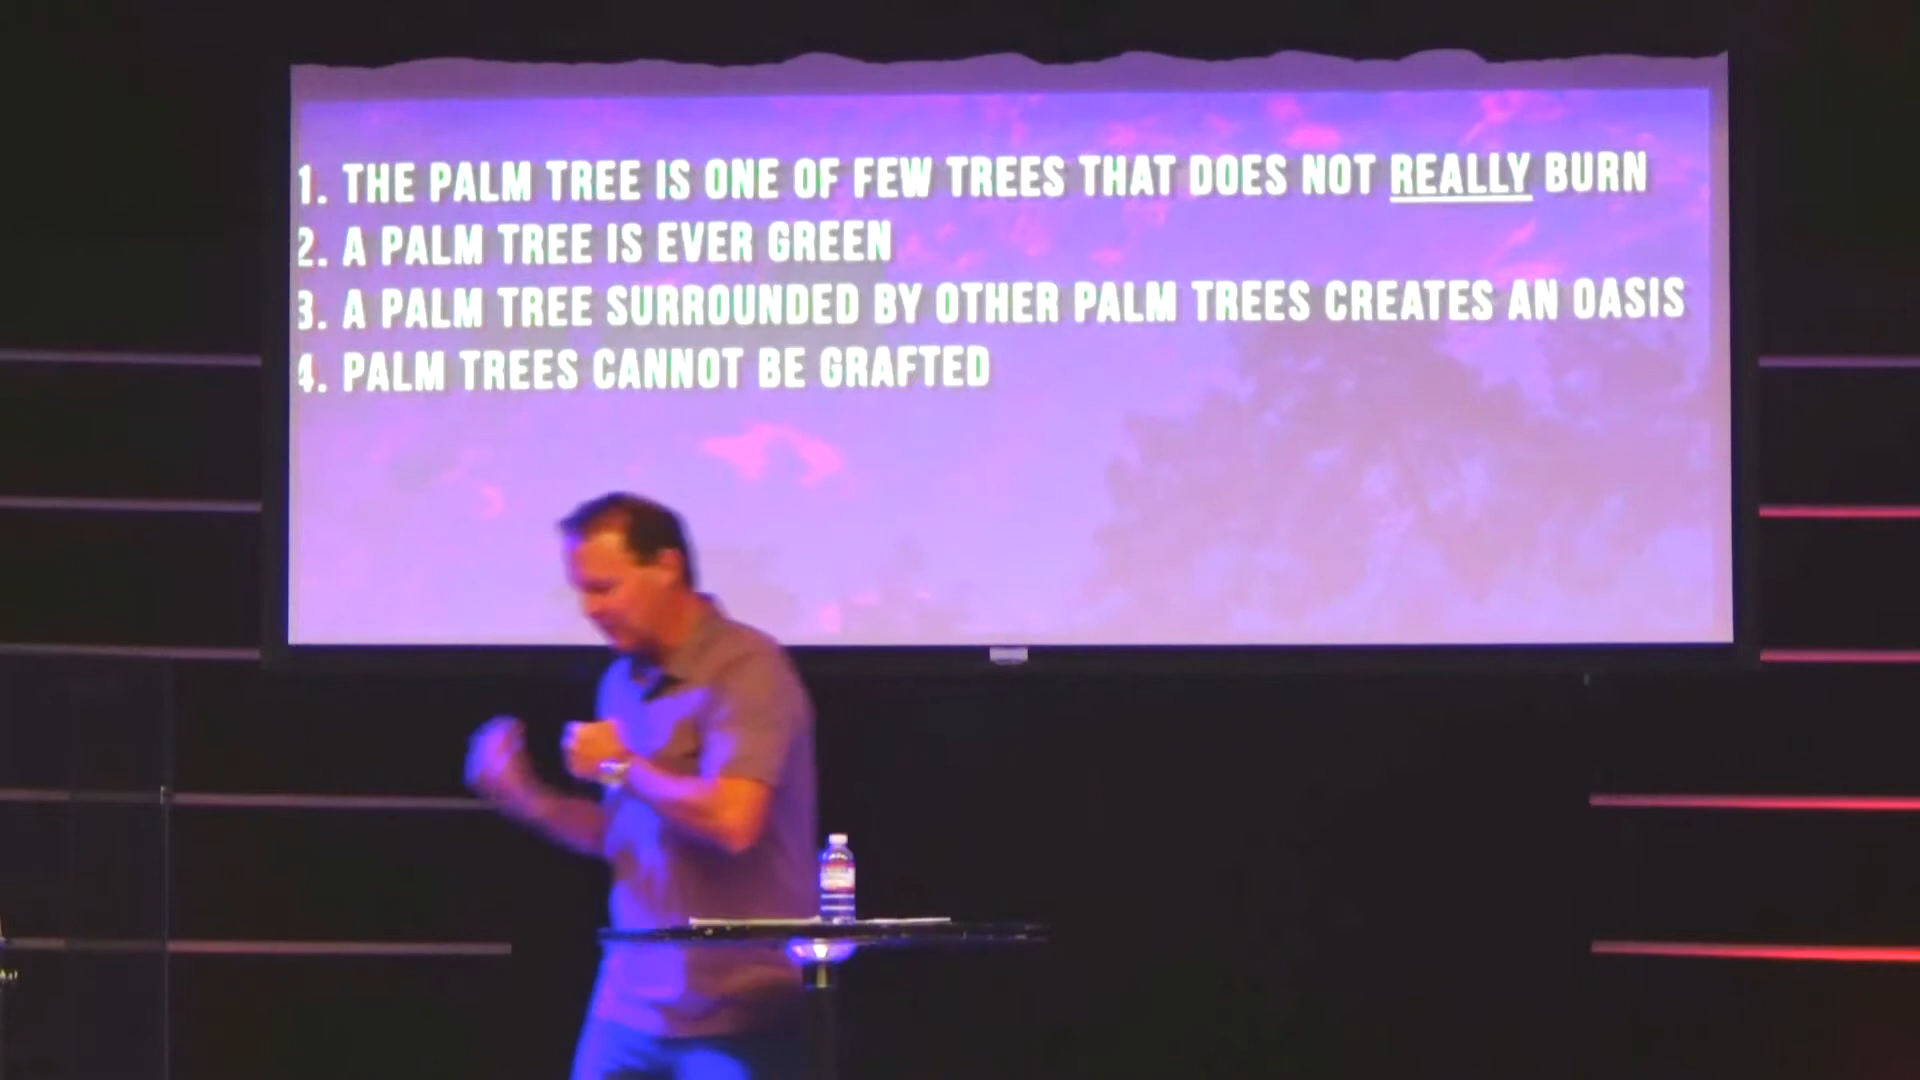 1. THE PALM TREE IS ONE OF FEW TREES THAT DOES NOT REALLY BURN
2. A PALM TREE IS EVER GREEN
3. A PALM TREE SURROUNDED BY OTHER PALM TREES CREATES AN OASIS
4. PALM TREES CANNOT BE GRAFTED